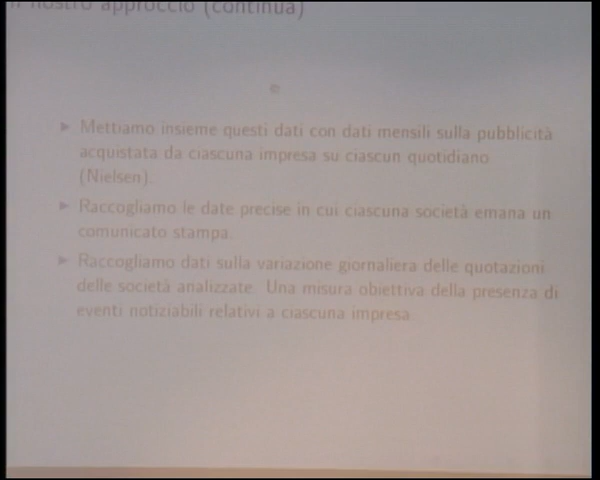 Il nostro approccio (continua)
► Mettiamo insieme questi dati con dati mensili sulla pubblicità
acquistata da ciascuna impresa su ciascun quotidiano
(Nielsen).
► Raccogliamo le date precise in cui ciascuna società emana un
comunicato stampa.
► Raccogliamo dati sulla variazione giornaliera delle quotazioni
delle società analizzate. Una misura obiettiva della presenza di
eventi notiziabili relativi a ciascuna impresa.